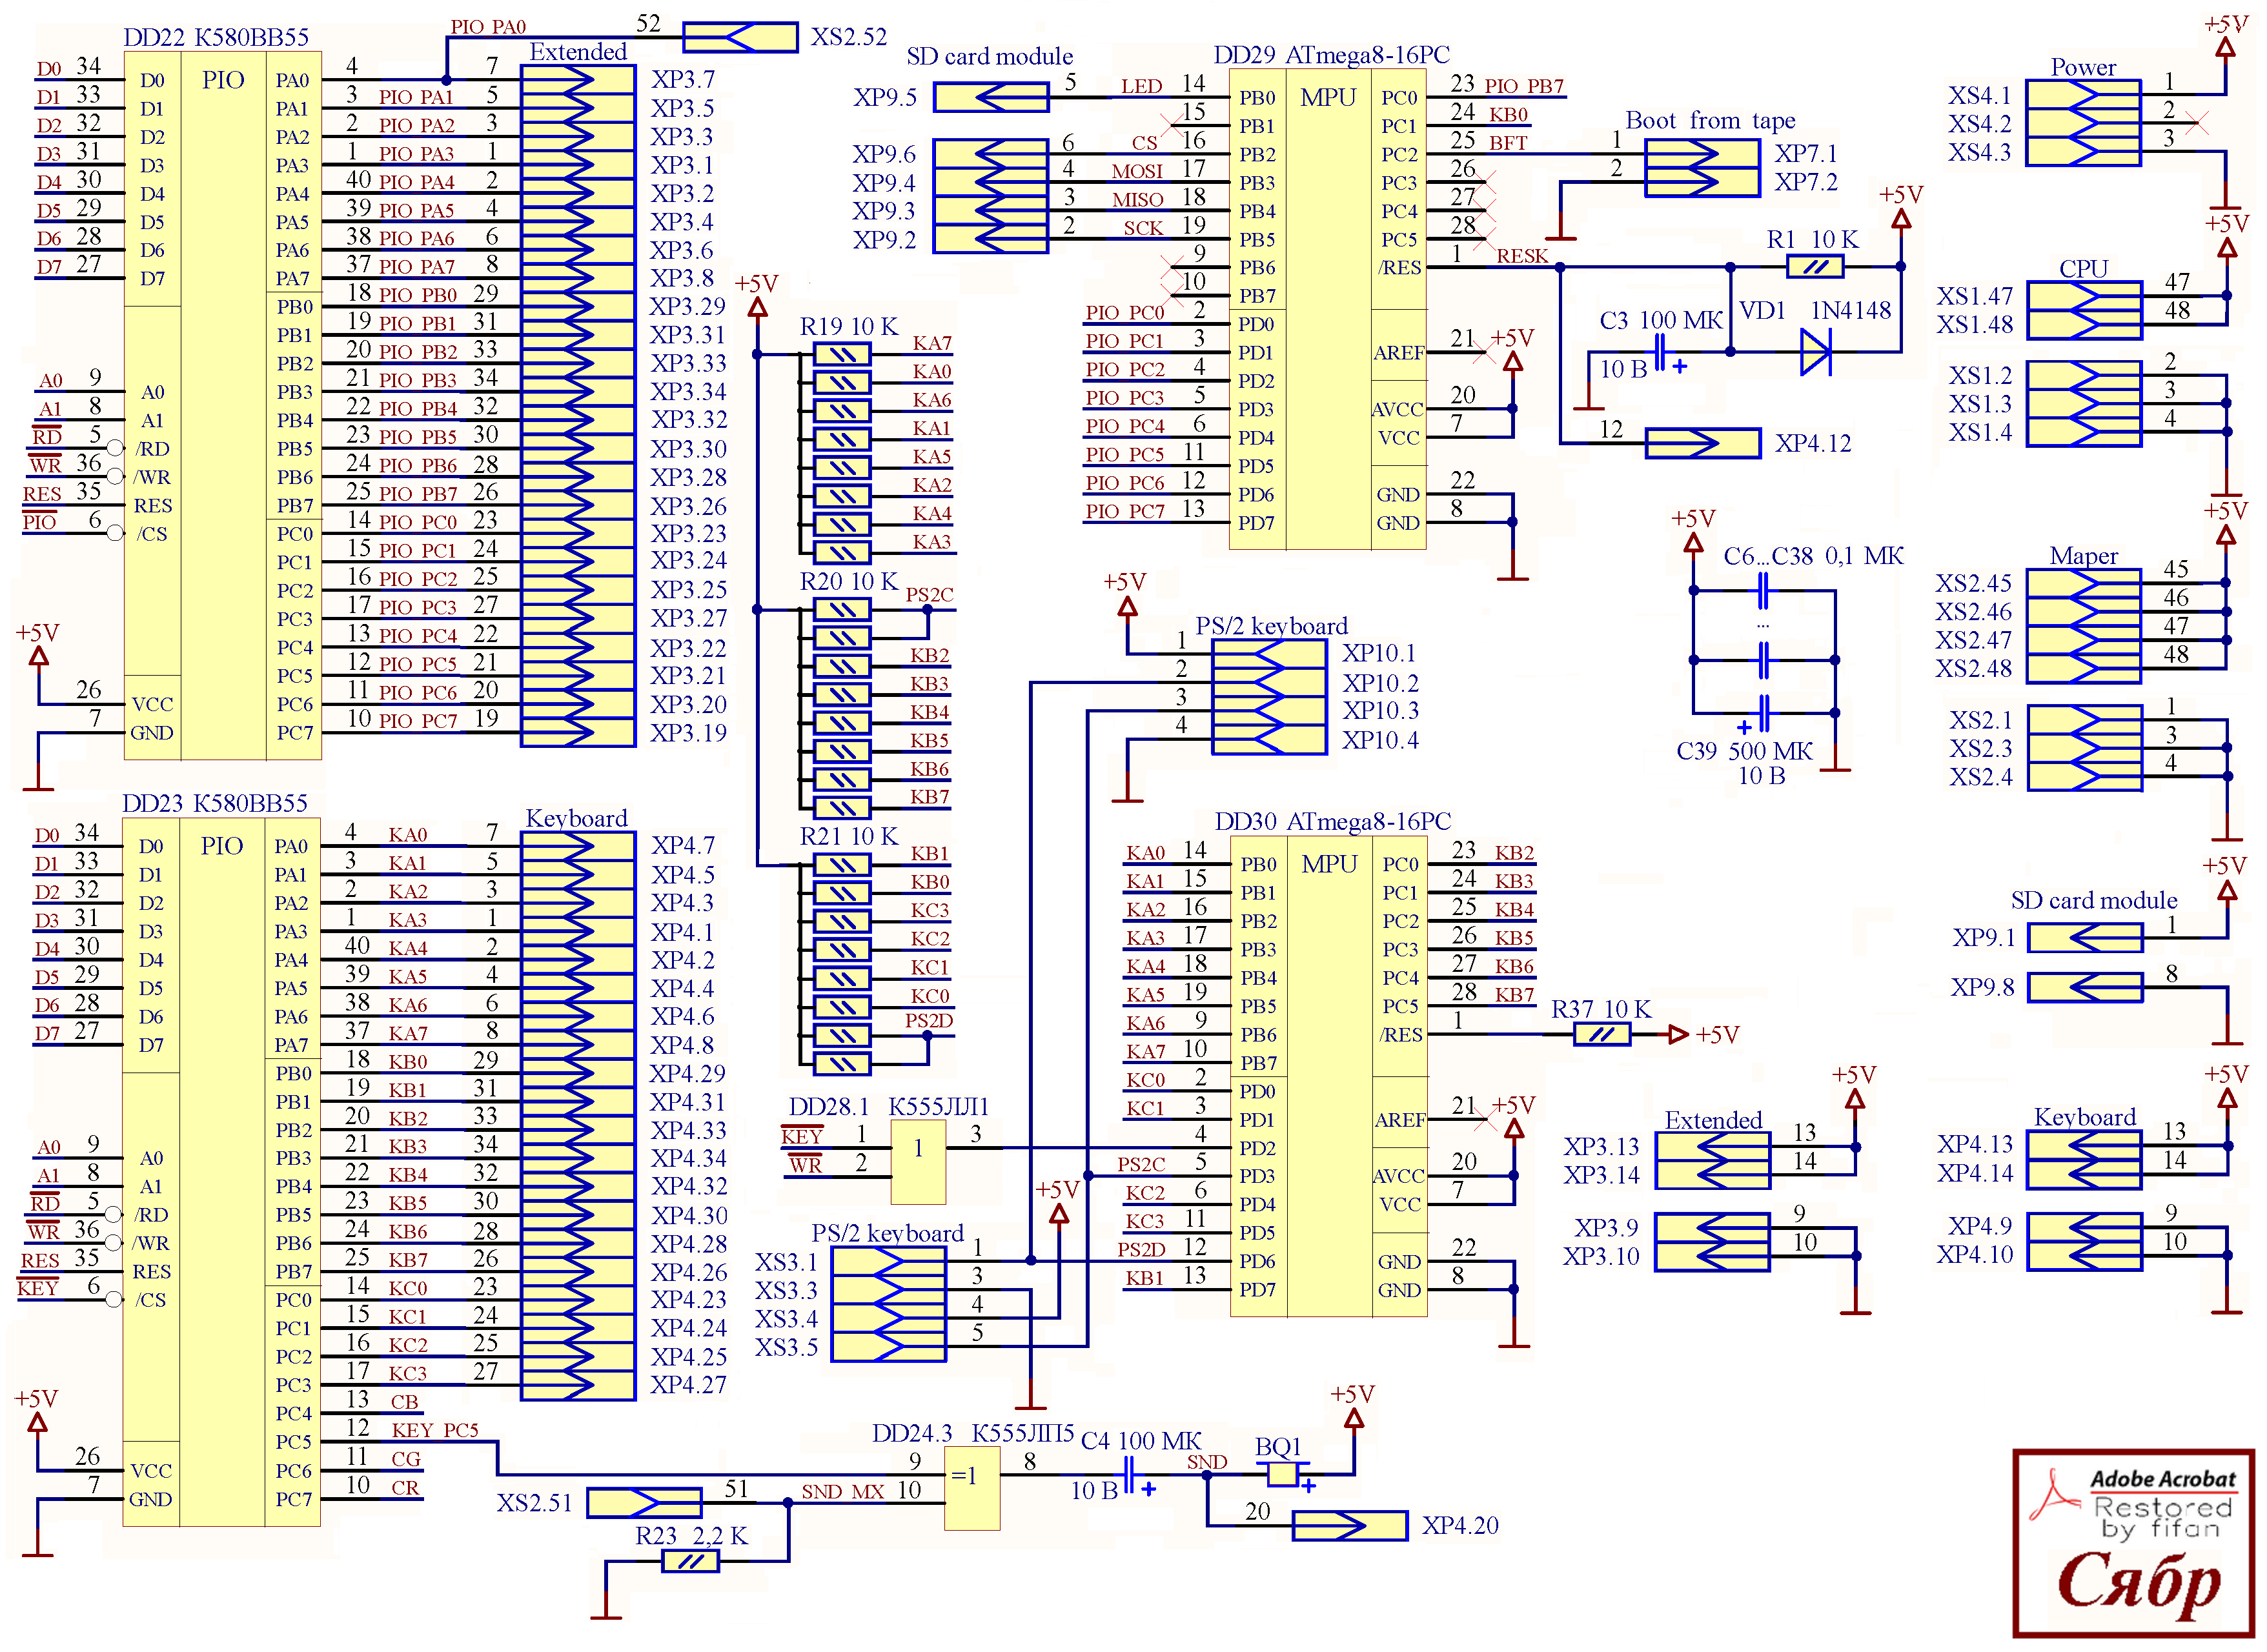 DD22 К580ВВ55
PIO
D0 34 D0
D1 33 D1
D2 32 D2
D3 31 D3
D4 30 D4
D5 29 D5
D6 28 D6
D7 27 D7
A0 9 A0
A1 8 A1
RD 5 /RD
WR 36 /WR
RES 35 RES
PIO 6 /CS
+5V
26 VCC
7 GND
PIO PA0 52 XS2.52
Extended
PA0 4 7 XP3.7
PA1 3 PIO PA1 5 XP3.5
PA2 2 PIO PA2 3 XP3.3
PA3 1 PIO PA3 1 XP3.1
PA4 40 PIO PA4 2 XP3.2
PA5 39 PIO PA5 4 XP3.4
PA6 38 PIO PA6 6 XP3.6
PA7 37 PIO PA7 8 XP3.8
PB0 18 PIO PB0 29 XP3.29
PB1 19 PIO PB1 31 XP3.31
PB2 20 PIO PB2 33 XP3.33
PB3 21 PIO PB3 34 XP3.34
PB4 22 PIO PB4 32 XP3.32
PB5 23 PIO PB5 30 XP3.30
PB6 24 PIO PB6 28 XP3.28
PB7 25 PIO PB7 26 XP3.26
PC0 14 PIO PC0 23 XP3.23
PC1 15 PIO PC1 24 XP3.24
PC2 16 PIO PC2 25 XP3.25
PC3 17 PIO PC3 27 XP3.27
PC4 13 PIO PC4 22 XP3.22
PC5 12 PIO PC5 21 XP3.21
PC6 11 PIO PC6 20 XP3.20
PC7 10 PIO PC7 19 XP3.19
DD23 К580ВВ55
PIO
D0 34 D0
D1 33 D1
D2 32 D2
D3 31 D3
D4 30 D4
D5 29 D5
D6 28 D6
D7 27 D7
A0 9 A0
A1 8 A1
RD 5 /RD
WR 36 /WR
RES 35 RES
KEY 6 /CS
+5V
26 VCC
7 GND
Keyboard
PA0 4 KA0 7 XP4.7
PA1 3 KA1 5 XP4.5
PA2 2 KA2 3 XP4.3
PA3 1 KA3 1 XP4.1
PA4 40 KA4 2 XP4.2
PA5 39 KA5 4 XP4.4
PA6 38 KA6 6 XP4.6
PA7 37 KA7 8 XP4.8
PB0 18 KB0 29 XP4.29
PB1 19 KB1 31 XP4.31
PB2 20 KB2 33 XP4.33
PB3 21 KB3 34 XP4.34
PB4 22 KB4 32 XP4.32
PB5 23 KB5 30 XP4.30
PB6 24 KB6 28 XP4.28
PB7 25 KB7 26 XP4.26
PC0 14 KC0 23 XP4.23
PC1 15 KC1 24 XP4.24
PC2 16 KC2 25 XP4.25
PC3 17 KC3 27 XP4.27
PC4 13 CB
PC5 12 KEY PC5
PC6 11 CG
PC7 10 CR
+5V
R19 10 K
KA7
KA0
KA6
KA1
KA5
KA2
KA4
KA3
R20 10 K
PS2C
KB2
KB3
KB4
KB5
KB6
KB7
R21 10 K
KB1
KB0
KC3
KC2
KC1
KC0
PS2D
DD28.1 К555ЛЛ1
KEY 1 1 3
WR 2
PS/2 keyboard
+5V
XS3.1 1
XS3.3 3
XS3.4 4
XS3.5 5
XS2.51 51
R23 2,2 K
SND MX
DD24.3 К555ЛП5
9 =1 8
10
C4 100 МК
10 В +
SND
BQ1
+
+5V
20 XP4.20
SD card module
XP9.5 5 LED
XP9.6 6 CS
XP9.4 4 MOSI
XP9.3 3 MISO
XP9.2 2 SCK
DD29 ATmega8-16PC
MPU
14 PB0
15 PB1
16 PB2
17 PB3
18 PB4
19 PB5
9 PB6
10 PB7
PIO PC0 2 PD0
PIO PC1 3 PD1
PIO PC2 4 PD2
PIO PC3 5 PD3
PIO PC4 6 PD4
PIO PC5 11 PD5
PIO PC6 12 PD6
PIO PC7 13 PD7
PC0 23 PIO PB7
PC1 24 KB0
PC2 25 BFT
PC3 26
PC4 27
PC5 28
/RES 1 RESK
AREF 21
+5V
AVCC 20
VCC 7
GND 22
GND 8
Boot from tape
1 XP7.1
2 XP7.2
+5V
R1 10 K
C3 100 МК
10 В +
VD1 1N4148
12 XP4.12
+5V
PS/2 keyboard
1 XP10.1
2 XP10.2
3 XP10.3
4 XP10.4
+5V
C6...C38 0,1 МК
...
+
C39 500 МК
10 В
DD30 ATmega8-16PC
MPU
KA0 14 PB0
KA1 15 PB1
KA2 16 PB2
KA3 17 PB3
KA4 18 PB4
KA5 19 PB5
KA6 9 PB6
KA7 10 PB7
KC0 2 PD0
KC1 3 PD1
4 PD2
PS2C 5 PD3
KC2 6 PD4
KC3 11 PD5
PS2D 12 PD6
KB1 13 PD7
PC0 23 KB2
PC1 24 KB3
PC2 25 KB4
PC3 26 KB5
PC4 27 KB6
PC5 28 KB7
/RES 1
R37 10 K
+5V
AREF 21
+5V
AVCC 20
VCC 7
GND 22
GND 8
+5V
Extended
XP3.13 13
XP3.14 14
XP3.9 9
XP3.10 10
+5V
Power
XS4.1 1
XS4.2 2
XS4.3 3
+5V
CPU
XS1.47 47
XS1.48 48
XS1.2 2
XS1.3 3
XS1.4 4
+5V
Maper
XS2.45 45
XS2.46 46
XS2.47 47
XS2.48 48
XS2.1 1
XS2.3 3
XS2.4 4
+5V
SD card module
XP9.1 1
XP9.8 8
+5V
Keyboard
XP4.13 13
XP4.14 14
XP4.9 9
XP4.10 10
Adobe Acrobat
Restored
by fifan
Сябр